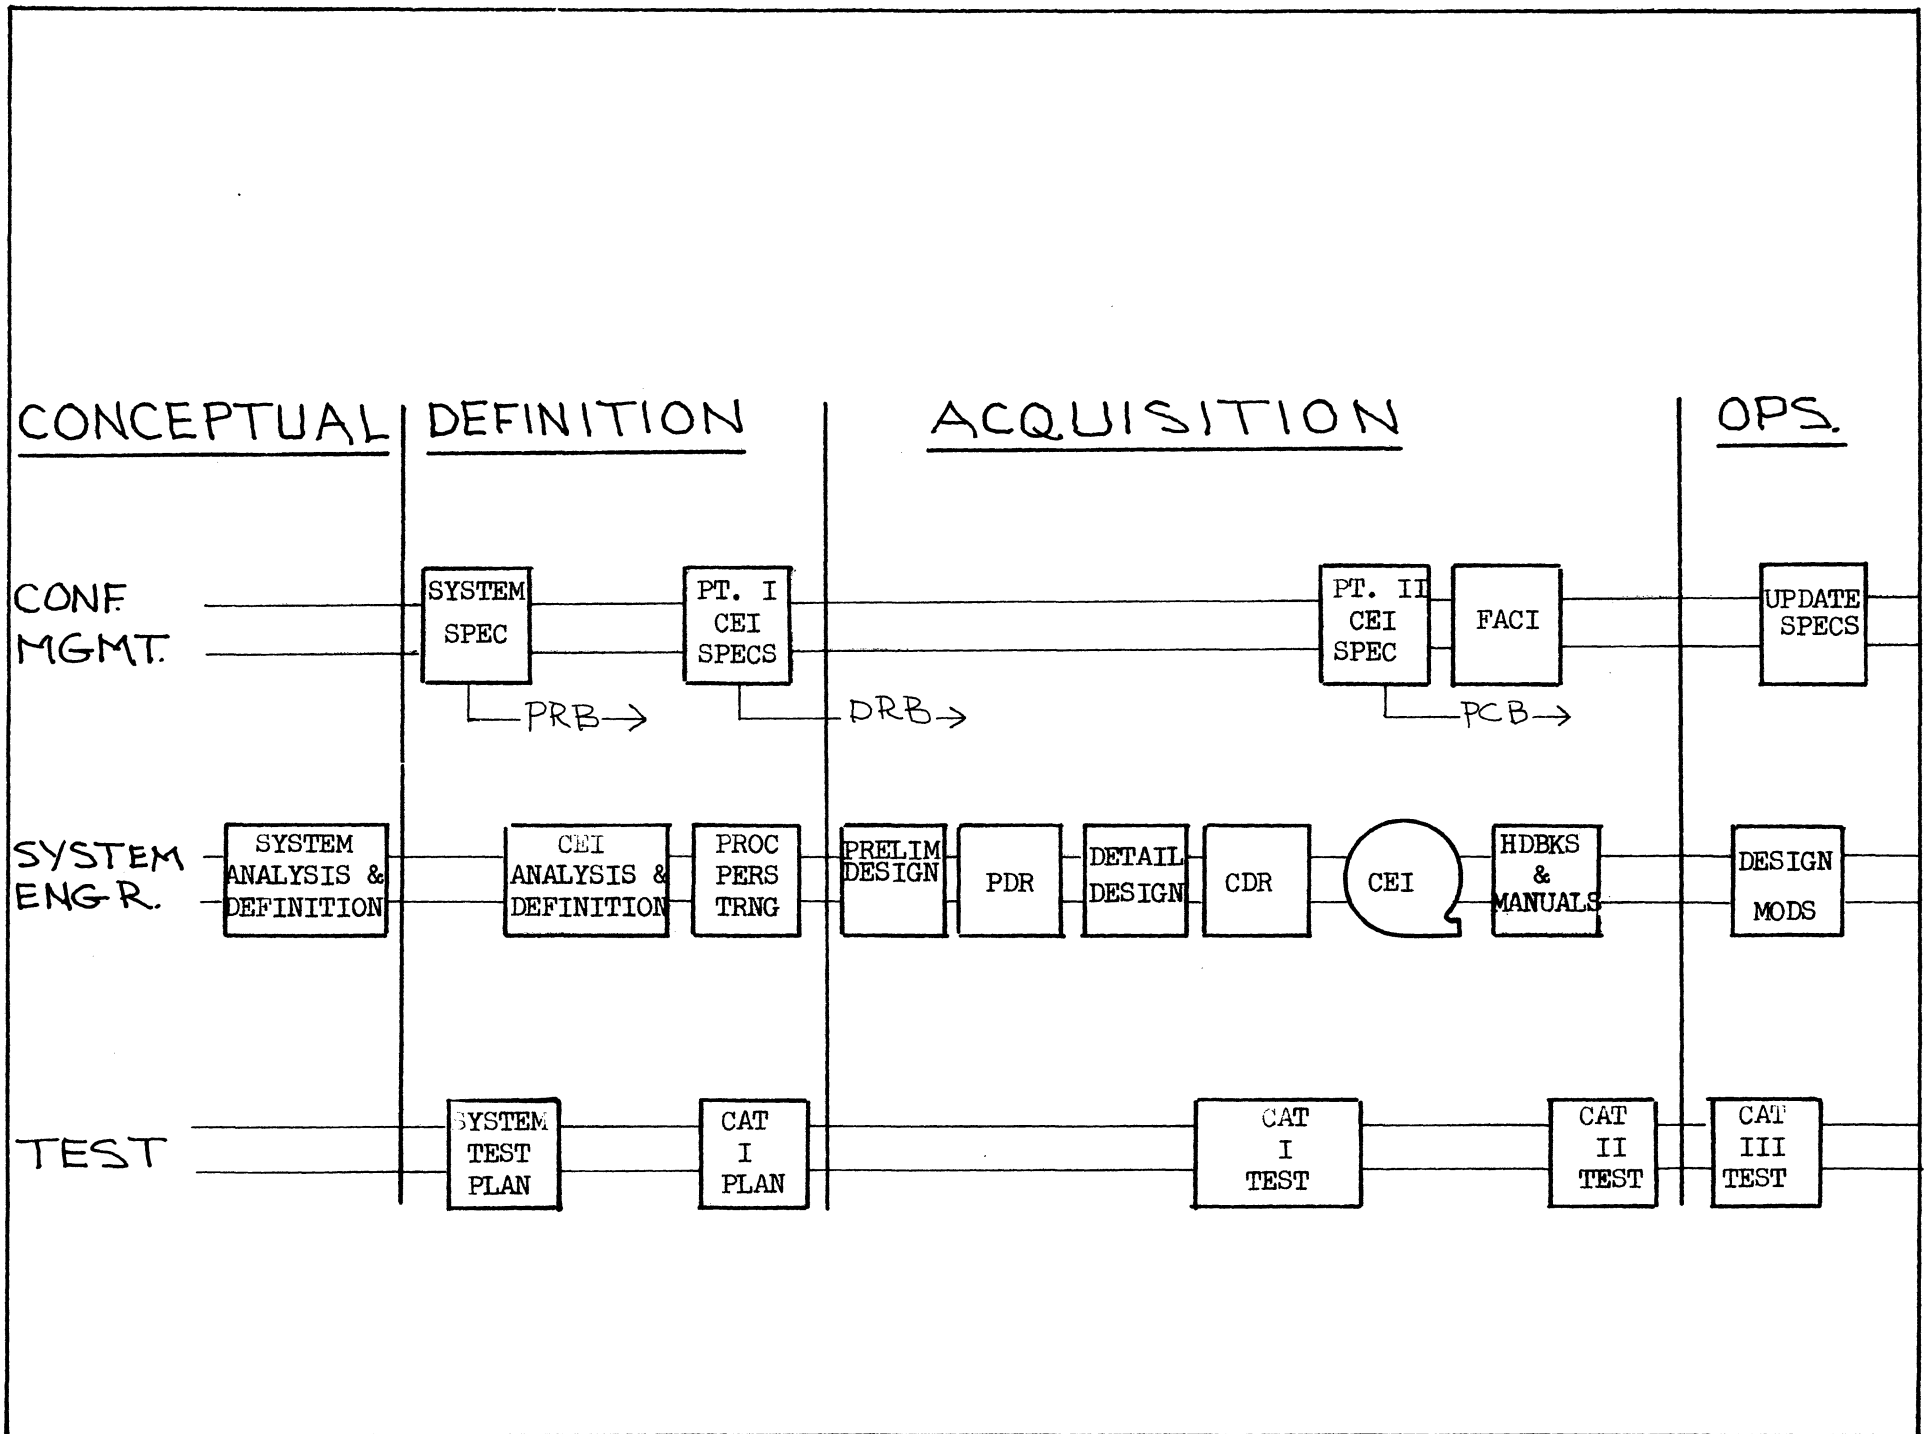 CONCEPTUAL
DEFINITION
ACQUISITION
OPS.
CONF.
MGMT.
SYSTEM
SPEC
PT. I
CEI
SPECS
PT. II
CEI
SPEC
FACI
UPDATE
SPECS
PRB
DRB
PCB
SYSTEM
ENGR.
SYSTEM
ANALYSIS &
DEFINITION
CEI
ANALYSIS &
DEFINITION
PROC
PERS
TRNG
PRELIM
DESIGN
PDR
DETAIL
DESIGN
CDR
CEI
HDBKS
&
MANUALS
DESIGN
MODS
TEST
SYSTEM
TEST
PLAN
CAT
I
PLAN
CAT
I
TEST
CAT
II
TEST
CAT
III
TEST